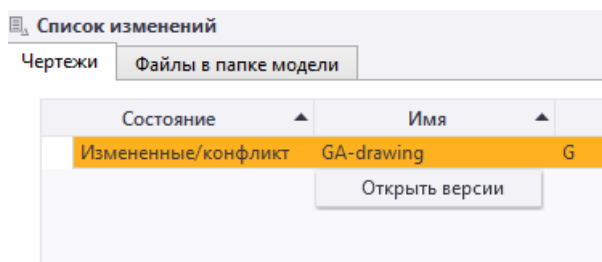 Список изменений
Чертежи Файлы в папке модели
Состояние Имя
Измененные/конфликт GA-drawing G
Открыть версии